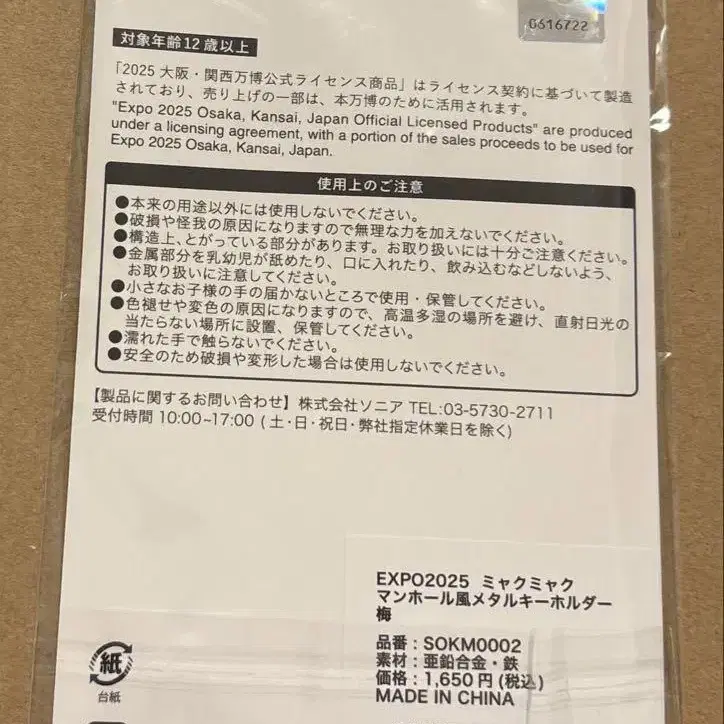 0616722
対象年齢12歳以上
「2025 大阪・関西万博公式ライセンス商品」はライセンス契約に基づいて製造
されており、売り上げの一部は、本万博のために活用されます。
"Expo 2025 Osaka, Kansai, Japan Official Licensed Products" are produced
under a licensing agreement, with a portion of the sales proceeds to be used for
Expo 2025 Osaka, Kansai, Japan.
使用上のご注意
●本来の用途以外には使用しないでください。
●破損や怪我の原因になりますので無理な力を加えないでください。
●構造上、とがっている部分があります。お取り扱いには十分ご注意ください。
●金属部分を乳幼児が舐めたり、口に入れたり、飲み込むなどしないよう、
お取り扱いに注意してください。
●小さなお子様の手の届かないところで使用・保管してください。
●色褪せや変色の原因になりますので、高温多湿の場所を避け、直射日光の
当たらない場所に設置、保管してください。
●濡れた手で触らないでください。
●安全のため破損や変形した場合は使用しないでください。
【製品に関するお問い合わせ】株式会社ソニア TEL:03-5730-2711
受付時間 10:00~17:00 (土・日・祝日・弊社指定休業日を除く)
EXPO2025 ミャクミャク
マンホール風メタルキーホルダー
梅
品番：SOKM0002
素材：亜鉛合金・鉄
価格：1,650円(税込)
MADE IN CHINA
紙
台紙